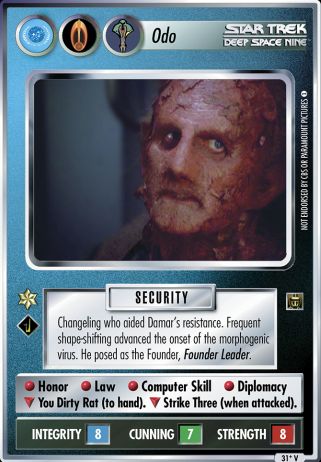 Odo
STAR TREK
DEEP SPACE NINE
NOT ENDORSED BY CBS OR PARAMOUNT PICTURES
SECURITY
Changeling who aided Damar's resistance. Frequent
shape-shifting advanced the onset of the morphogenic
virus. He posed as the Founder, Founder Leader.
Honor Law Computer Skill Diplomacy
You Dirty Rat (to hand). Strike Three (when attacked).
INTEGRITY 8 CUNNING 7 STRENGTH 8
31+ V